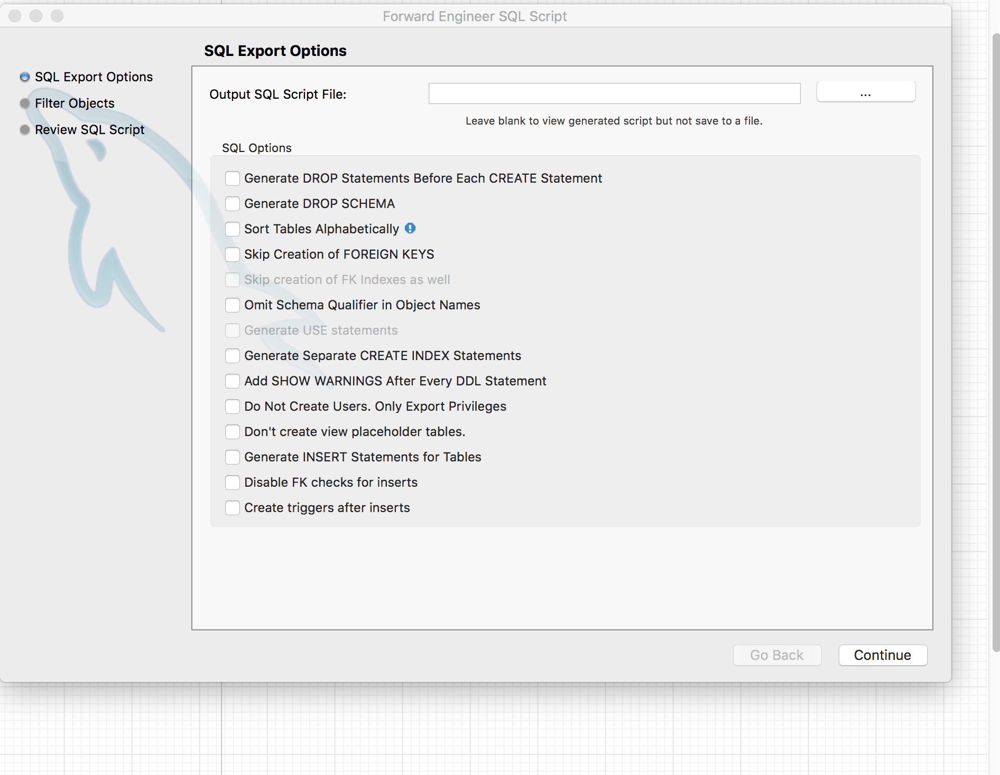 Forward Engineer SQL Script
SQL Export Options
SQL Export Options
Filter Objects
Review SQL Script
Output SQL Script File:
...
Leave blank to view generated script but not save to a file.
SQL Options
Generate DROP Statements Before Each CREATE Statement
Generate DROP SCHEMA
Sort Tables Alphabetically
Skip Creation of FOREIGN KEYS
Skip creation of FK Indexes as well
Omit Schema Qualifier in Object Names
Generate USE statements
Generate Separate CREATE INDEX Statements
Add SHOW WARNINGS After Every DDL Statement
Do Not Create Users. Only Export Privileges
Don't create view placeholder tables.
Generate INSERT Statements for Tables
Disable FK checks for inserts
Create triggers after inserts
Go Back
Continue